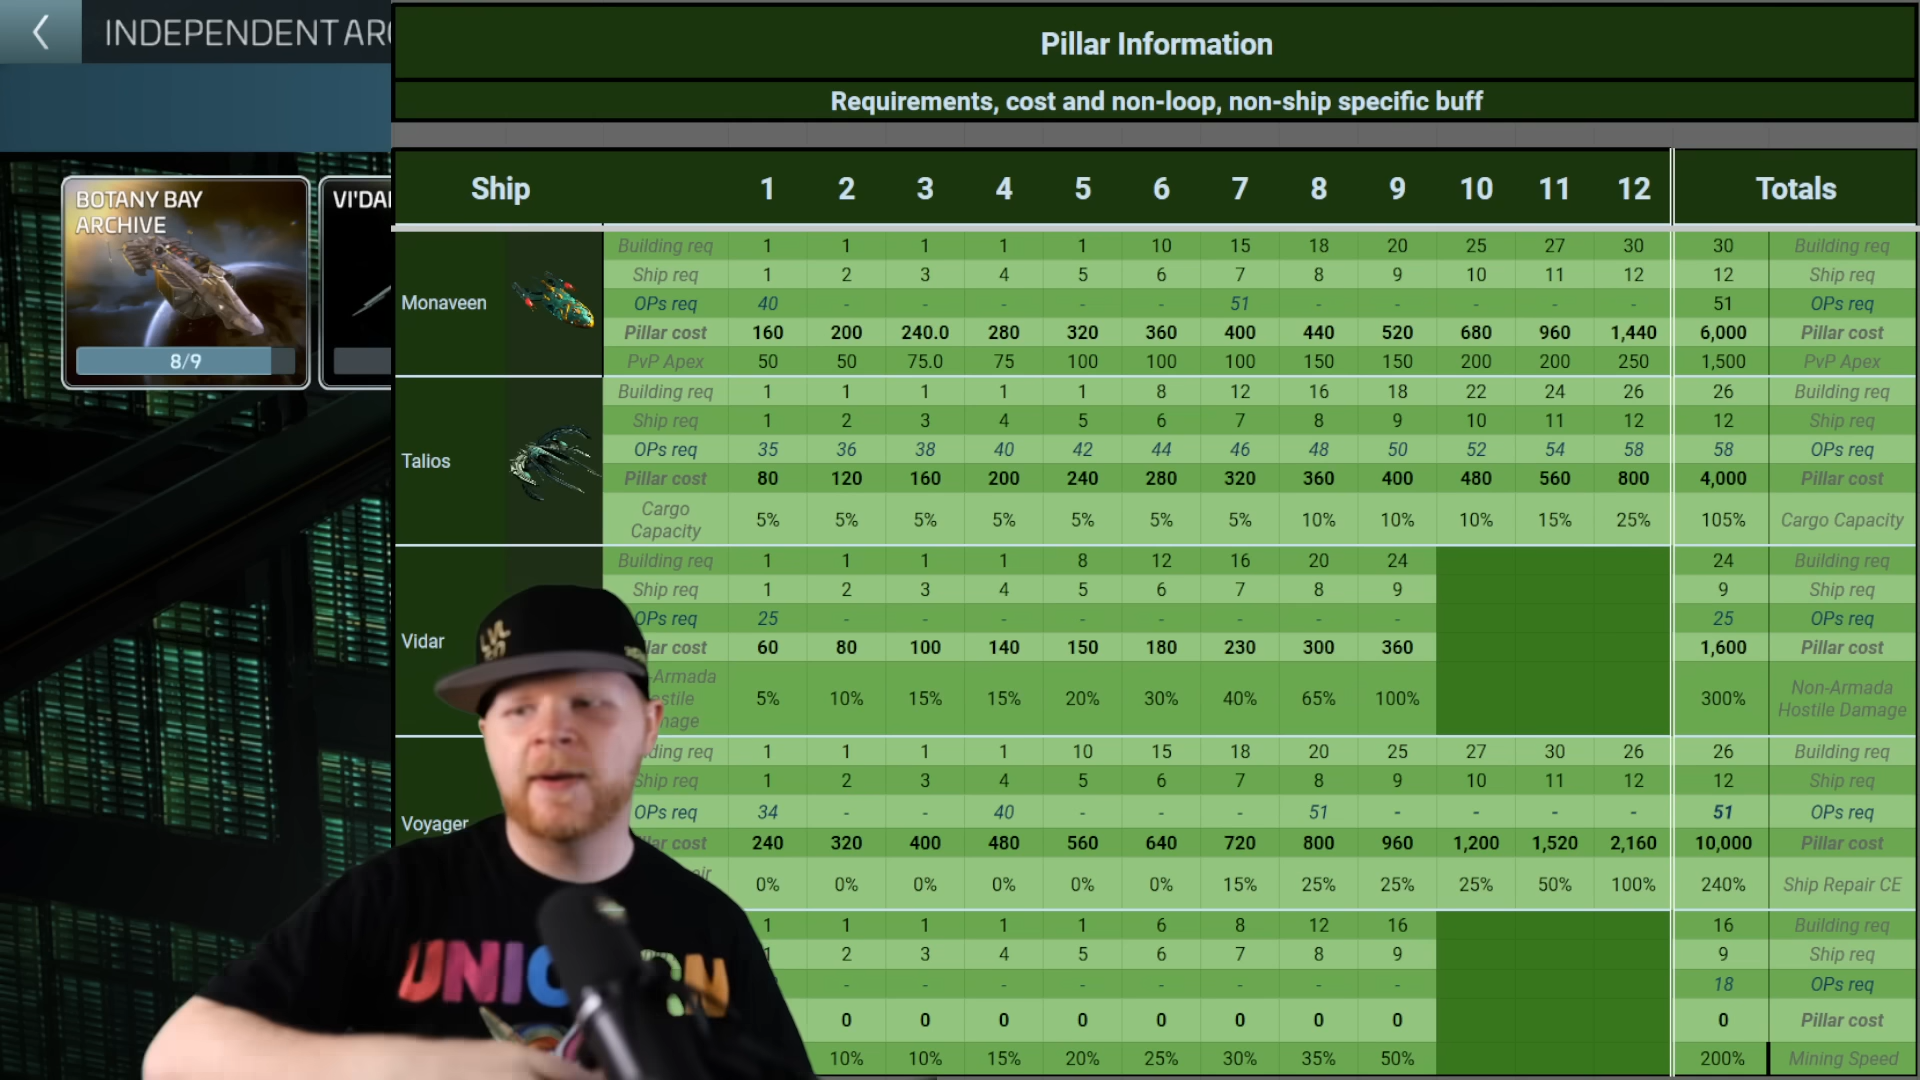 INDEPENDENT ARC
BOTANY BAY
ARCHIVE
8/9
VI'DA
Pillar Information
Requirements, cost and non-loop, non-ship specific buff
Ship 1 2 3 4 5 6 7 8 9 10 11 12 Totals
Monaveen
Building req 1 1 1 1 1 10 15 18 20 25 27 30 30 Building req
Ship req 1 2 3 4 5 6 7 8 9 10 11 12 12 Ship req
OPs req 40 - - - - - 51 - - - - - 51 OPs req
Pillar cost 160 200 240.0 280 320 360 400 440 520 680 960 1,440 6,000 Pillar cost
PvP Apex 50 50 75.0 75 100 100 100 150 150 200 200 250 1,500 PvP Apex
Talios
Building req 1 1 1 1 1 8 12 16 18 22 24 26 26 Building req
Ship req 1 2 3 4 5 6 7 8 9 10 11 12 12 Ship req
OPs req 35 36 38 40 42 44 46 48 50 52 54 58 58 OPs req
Pillar cost 80 120 160 200 240 280 320 360 400 480 560 800 4,000 Pillar cost
Cargo
Capacity 5% 5% 5% 5% 5% 5% 5% 10% 10% 10% 15% 25% 105% Cargo Capacity
Vidar
Building req 1 1 1 1 8 12 16 20 24 24 Building req
Ship req 1 2 3 4 5 6 7 8 9 9 Ship req
OPs req 25 - - - - - - - - 25 OPs req
lar cost 60 80 100 140 150 180 230 300 360 1,600 Pillar cost
-Armada
stile
mage 5% 10% 15% 15% 20% 30% 40% 65% 100% 300% Non-Armada
Hostile Damage
Voyager
ding req 1 1 1 1 10 15 18 20 25 27 30 26 26 Building req
Ship req 1 2 3 4 5 6 7 8 9 10 11 12 12 Ship req
OPs req 34 - - 40 - - - 51 - - - - 51 OPs req
lar cost 240 320 400 480 560 640 720 800 960 1,200 1,520 2,160 10,000 Pillar cost
air 0% 0% 0% 0% 0% 0% 15% 25% 25% 25% 50% 100% 240% Ship Repair CE
1 1 1 1 1 6 8 12 16 16 Building req
1 2 3 4 5 6 7 8 9 9 Ship req
- - - - - - - - 18 OPs req
0 0 0 0 0 0 0 0 0 Pillar cost
10% 10% 15% 20% 25% 30% 35% 50% 200% Mining Speed